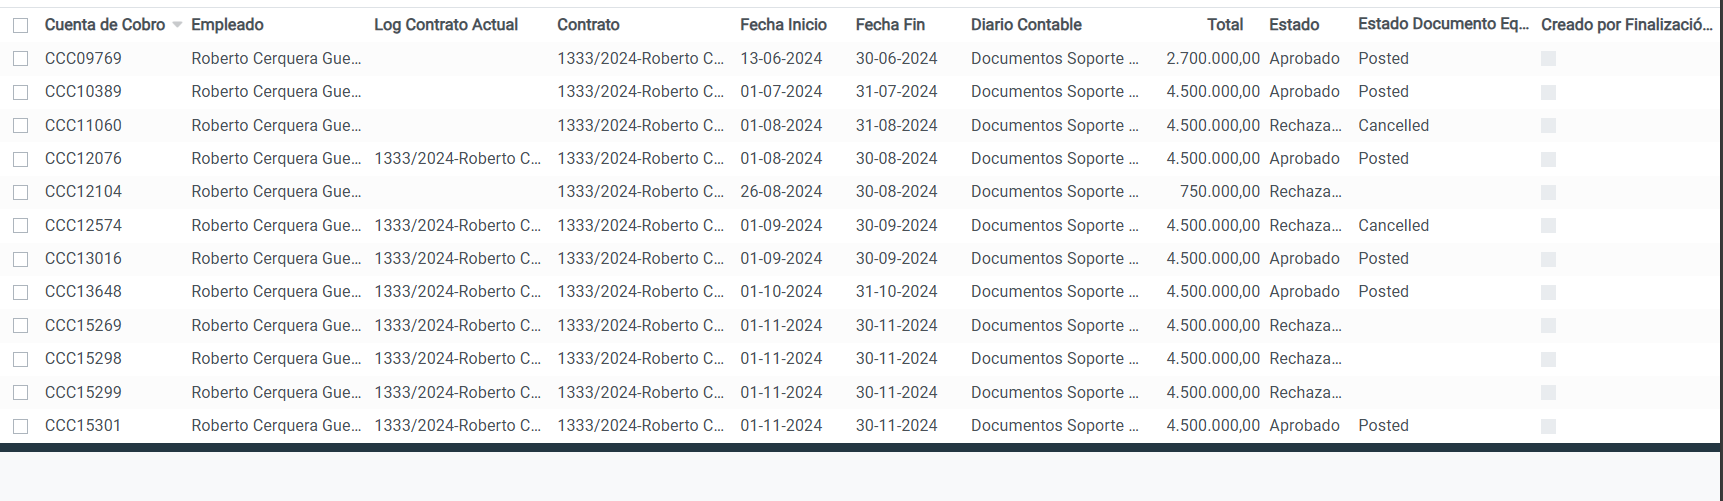 Cuenta de Cobro Empleado Log Contrato Actual Contrato Fecha Inicio Fecha Fin Diario Contable Total Estado Estado Documento Eq... Creado por Finalizació...
CCC09769 Roberto Cerquera Gue... 1333/2024-Roberto C... 13-06-2024 30-06-2024 Documentos Soporte ... 2.700.000,00 Aprobado Posted
CCC10389 Roberto Cerquera Gue... 1333/2024-Roberto C... 01-07-2024 31-07-2024 Documentos Soporte ... 4.500.000,00 Aprobado Posted
CCC11060 Roberto Cerquera Gue... 1333/2024-Roberto C... 01-08-2024 31-08-2024 Documentos Soporte ... 4.500.000,00 Rechaza... Cancelled
CCC12076 Roberto Cerquera Gue... 1333/2024-Roberto C... 1333/2024-Roberto C... 01-08-2024 30-08-2024 Documentos Soporte ... 4.500.000,00 Aprobado Posted
CCC12104 Roberto Cerquera Gue... 1333/2024-Roberto C... 26-08-2024 30-08-2024 Documentos Soporte ... 750.000,00 Rechaza...
CCC12574 Roberto Cerquera Gue... 1333/2024-Roberto C... 1333/2024-Roberto C... 01-09-2024 30-09-2024 Documentos Soporte ... 4.500.000,00 Rechaza... Cancelled
CCC13016 Roberto Cerquera Gue... 1333/2024-Roberto C... 1333/2024-Roberto C... 01-09-2024 30-09-2024 Documentos Soporte ... 4.500.000,00 Aprobado Posted
CCC13648 Roberto Cerquera Gue... 1333/2024-Roberto C... 1333/2024-Roberto C... 01-10-2024 31-10-2024 Documentos Soporte ... 4.500.000,00 Aprobado Posted
CCC15269 Roberto Cerquera Gue... 1333/2024-Roberto C... 1333/2024-Roberto C... 01-11-2024 30-11-2024 Documentos Soporte ... 4.500.000,00 Rechaza...
CCC15298 Roberto Cerquera Gue... 1333/2024-Roberto C... 1333/2024-Roberto C... 01-11-2024 30-11-2024 Documentos Soporte ... 4.500.000,00 Rechaza...
CCC15299 Roberto Cerquera Gue... 1333/2024-Roberto C... 1333/2024-Roberto C... 01-11-2024 30-11-2024 Documentos Soporte ... 4.500.000,00 Rechaza...
CCC15301 Roberto Cerquera Gue... 1333/2024-Roberto C... 1333/2024-Roberto C... 01-11-2024 30-11-2024 Documentos Soporte ... 4.500.000,00 Aprobado Posted